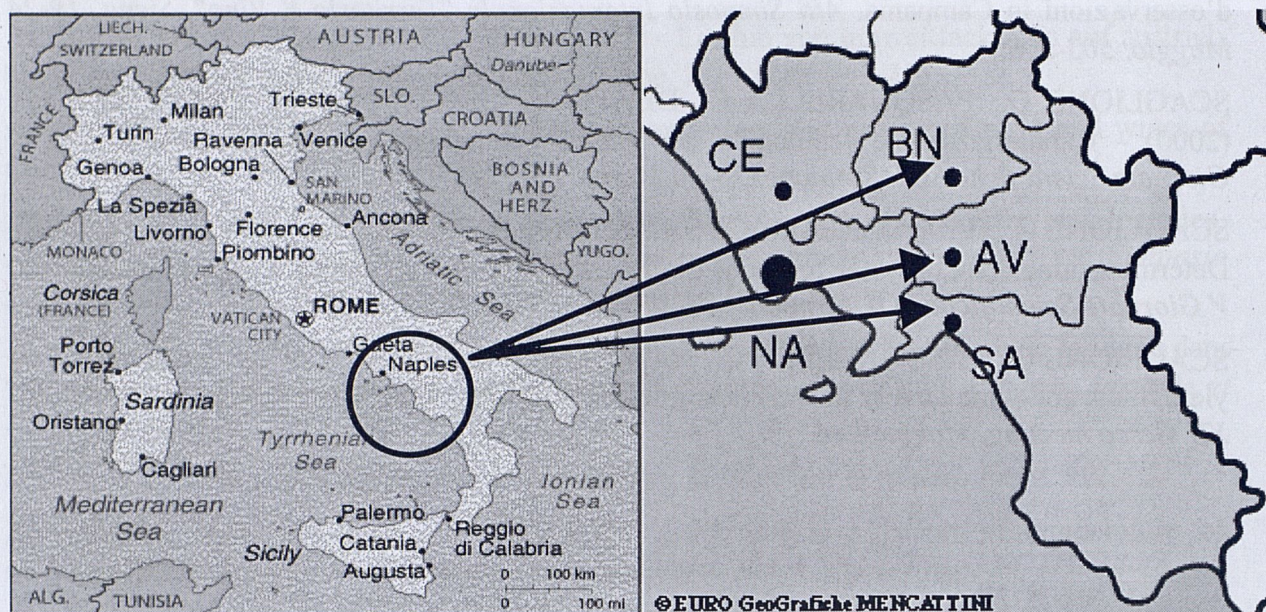 LIECH.
SWITZERLAND
AUSTRIA
HUNGARY
Danube
FRANCE
Milan
Trieste
SLO.
Turin
Ravenna
Venice
CROATIA
Genoa
Bologna
SAN
MARINO
BOSNIA
AND
HERZ.
La Spezia
Florence
Ancona
Livorno
MONACO
Piombino
Adriatic Sea
YUGO.
Corsica
(FRANCE)
VATICAN
CITY
ROME
Porto
Torrez
Gaeta
Naples
Sardinia
Oristano
Tyrrhenian
Sea
Cagliari
Ionian
Sea
Mediterranean
Sea
Palermo
Reggio
di Calabria
Sicily
Catania
Augusta
0 100 km
0 100 mi
ALG.
TUNISIA
CE
BN
AV
NA
SA
©EURO GeoGrafiche MENCATTINI